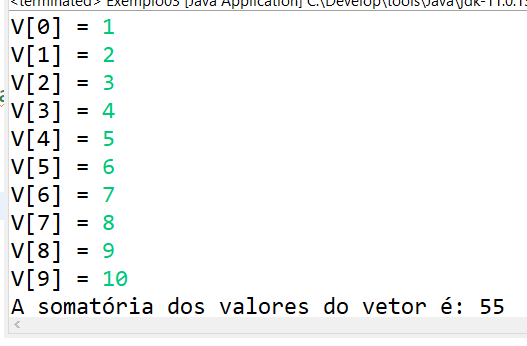 <terminated> Exemplo03 [Java Application] C:\Develop\tools\Java\jdk-11.0.1
V[0] = 1
V[1] = 2
V[2] = 3
V[3] = 4
V[4] = 5
V[5] = 6
V[6] = 7
V[7] = 8
V[8] = 9
V[9] = 10
A somatória dos valores do vetor é: 55